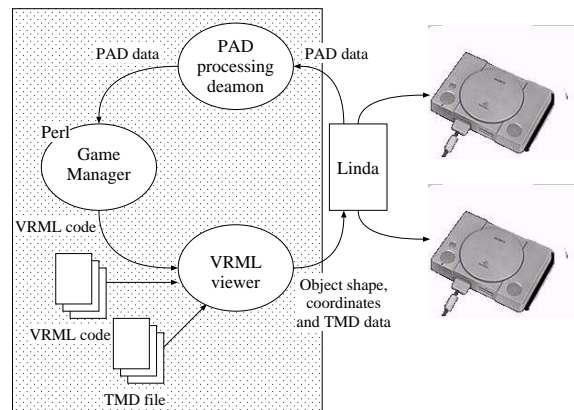 PAD data
PAD
processing
deamon
PAD data
Perl
Game
Manager
Linda
VRML code
VRML
viewer
Object shape,
coordinates
and TMD data
VRML code
TMD file